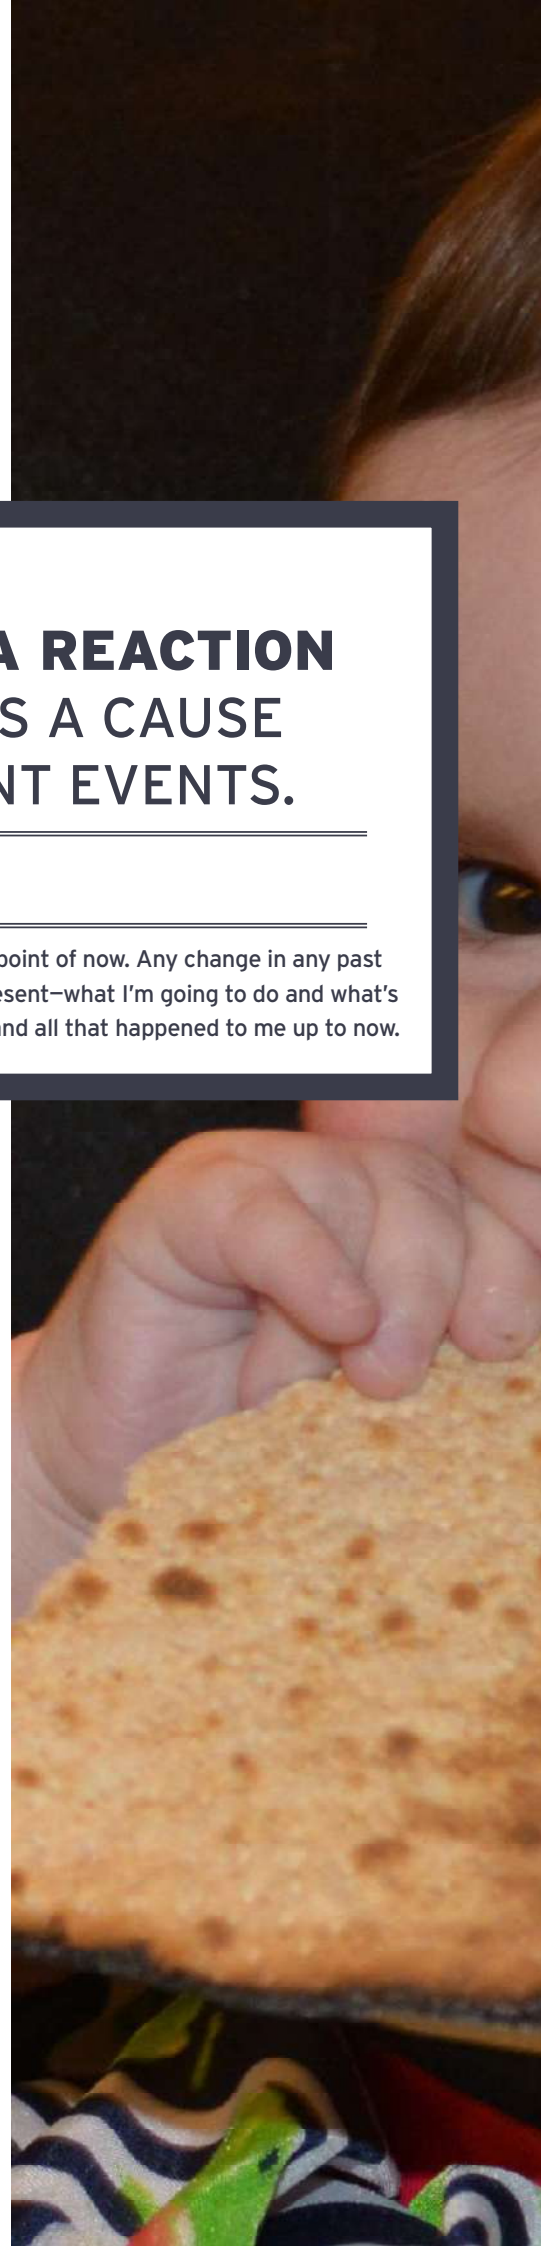 A REACTION
S A CAUSE
NT EVENTS.
point of now. Any change in any past
esent—what I'm going to do and what's
and all that happened to me up to now.